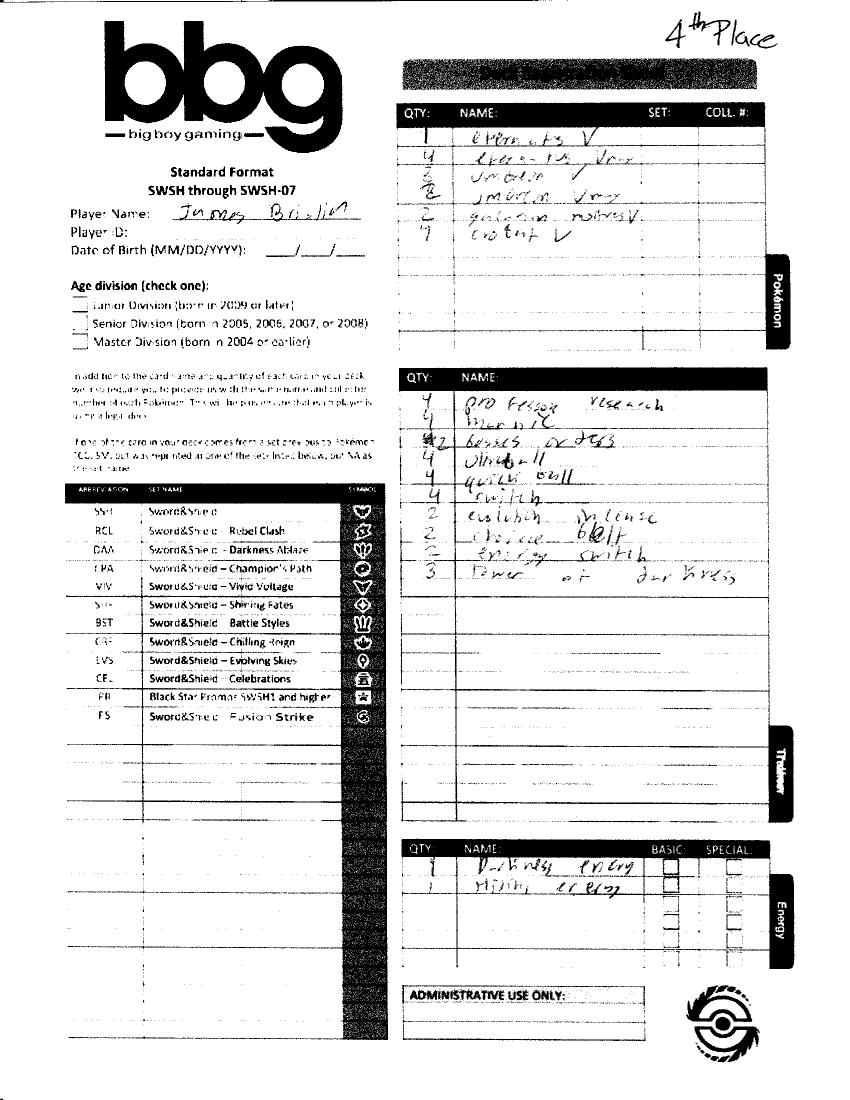 4th Place
bbg
big boy gaming
Standard Format
SWSH through SWSH-07
Player Name: James
Player ID:
Date of Birth (MM/DD/YYYY): ___/___/___
Age division (check one):
Junior Division (born in 2009 or later)
Senior Division (born in 2005, 2006, 2007, or 2008)
Master Division (born in 2004 or earlier)
In addition to the card name and quantity of each card in your deck,
we also require you to provide us with the name and collector
number of each Pokémon. This will help us ensure that each player is
using a legal deck.
If one of the card in your deck comes from a set previous to Pokémon
TCG: SM, but was reprinted in one of the sets listed below, put NA as
the set name.
ABBREVIATION SET NAME SYMBOL
SSH Sword&Shield
RCL Sword&Shield - Rebel Clash
DAA Sword&Shield - Darkness Ablaze
CPA Sword&Shield – Champion's Path
VIV Sword&Shield – Vivid Voltage
SHF Sword&Shield – Shining Fates
BST Sword&Shield Battle Styles
CRE Sword&Shield – Chilling Reign
EVS Sword&Shield – Evolving Skies
CEL Sword&Shield – Celebrations
PR Black Star Promos SWSH1 and higher
FS Sword&Shield Fusion Strike
QTY: NAME: SET: COLL. #:
1 eternatus V
4 eternatus Vmax
3 umbreon V
2 umbreon Vmax
2 galarian moltres V
4 crobat V
Pokémon
QTY: NAME:
4 professor research
4 marnie
2 bosses orders
4 ultraball
4 quick ball
4 switch
2 evolution incense
2 choice belt
2 energy switch
3 Tower of darkness
Trainer
QTY: NAME: BASIC: SPECIAL:
Darkness energy
Hiding energy
Energy
ADMINISTRATIVE USE ONLY: